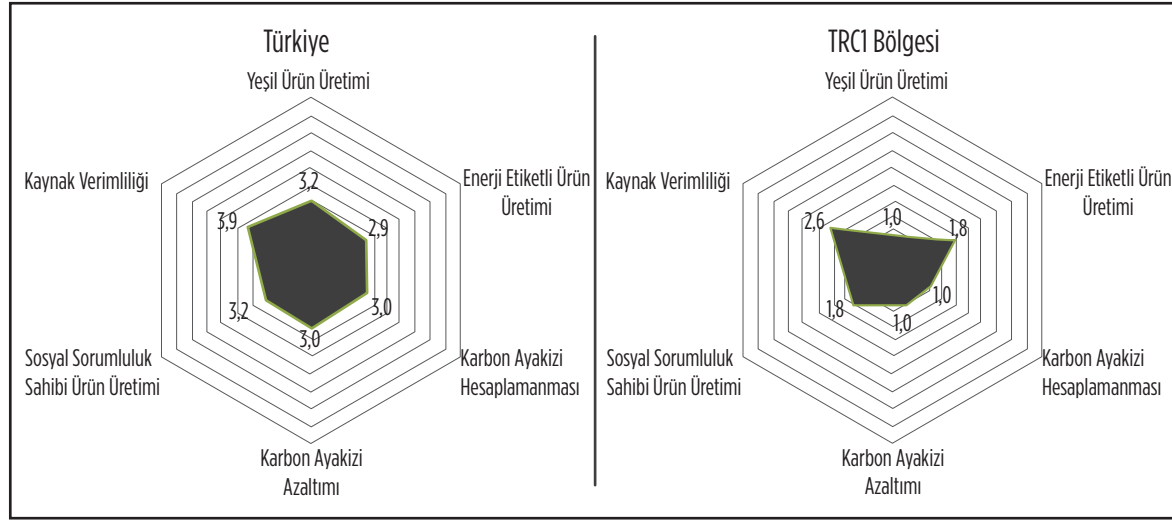 Türkiye
Yeşil Ürün Üretimi
Kaynak Verimliliği
Enerji Etiketli Ürün
Üretimi
3,2
3,9
2,9
3,2
3,0
3,0
Sosyal Sorumluluk
Sahibi Ürün Üretimi
Karbon Ayakizi
Hesaplamanması
Karbon Ayakizi
Azaltımı
TRC1 Bölgesi
Yeşil Ürün Üretimi
Kaynak Verimliliği
Enerji Etiketli Ürün
Üretimi
2,6
1,0
1,8
1,0
1,8
1,0
Sosyal Sorumluluk
Sahibi Ürün Üretimi
Karbon Ayakizi
Hesaplamanması
Karbon Ayakizi
Azaltımı